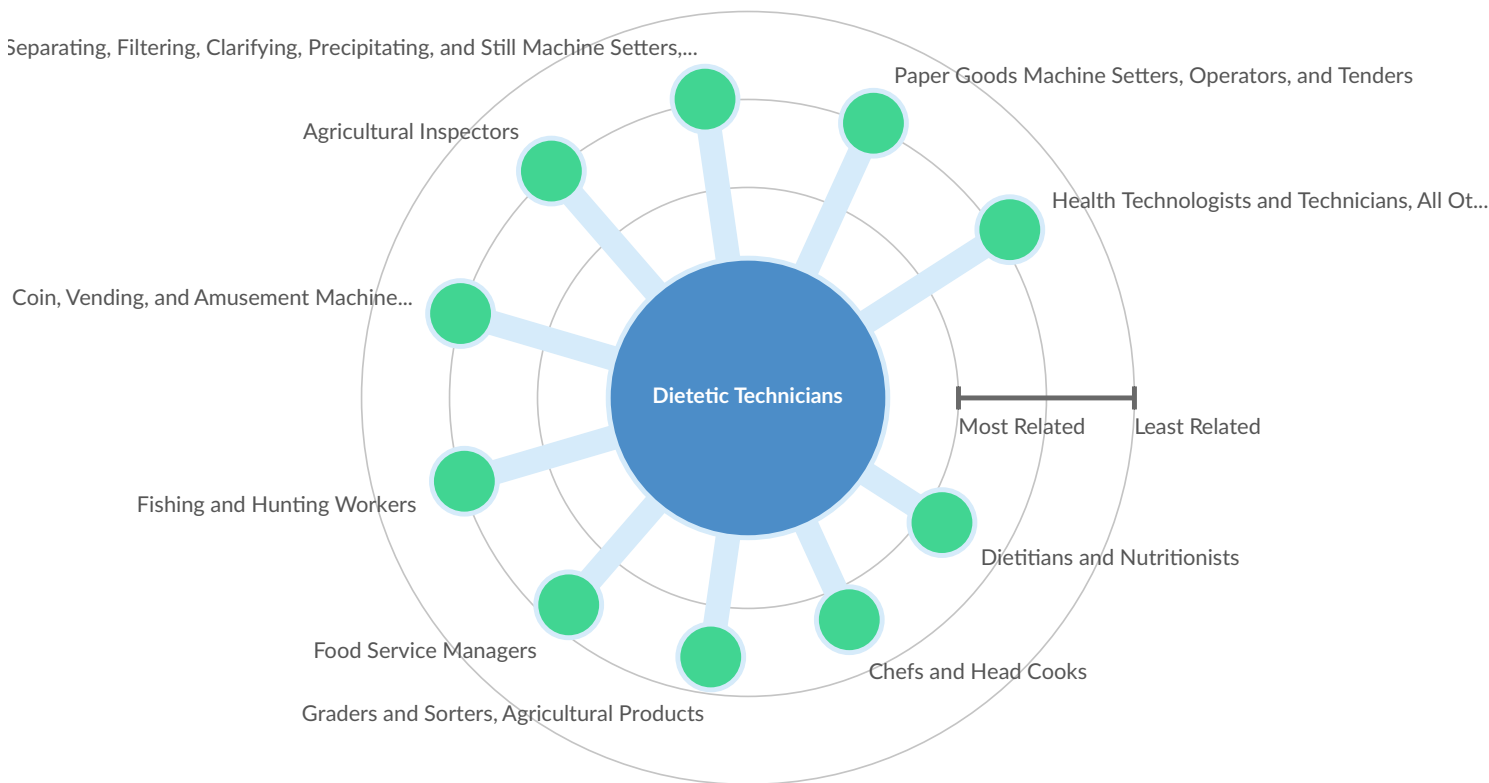 Separating, Filtering, Clarifying, Precipitating, and Still Machine Setters,...
Paper Goods Machine Setters, Operators, and Tenders
Agricultural Inspectors
Health Technologists and Technicians, All Ot...
Coin, Vending, and Amusement Machine...
Dietetic Technicians
Most Related
Least Related
Fishing and Hunting Workers
Dietitians and Nutritionists
Food Service Managers
Chefs and Head Cooks
Graders and Sorters, Agricultural Products